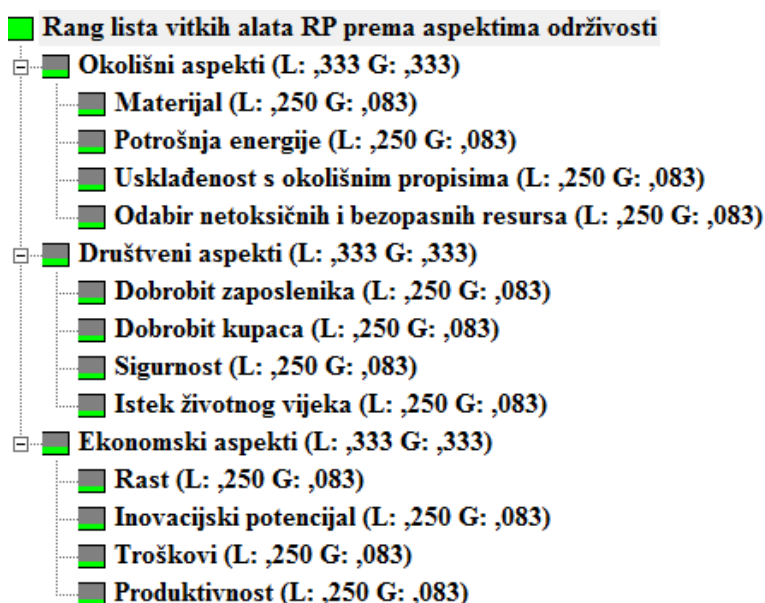 Rang lista vitkih alata RP prema aspektima održivosti
Okolišni aspekti (L: ,333 G: ,333)
Materijal (L: ,250 G: ,083)
Potrošnja energije (L: ,250 G: ,083)
Usklađenost s okolišnim propisima (L: ,250 G: ,083)
Odabir netoksičnih i bezopasnih resursa (L: ,250 G: ,083)
Društveni aspekti (L: ,333 G: ,333)
Dobrobit zaposlenika (L: ,250 G: ,083)
Dobrobit kupaca (L: ,250 G: ,083)
Sigurnost (L: ,250 G: ,083)
Istek životnog vijeka (L: ,250 G: ,083)
Ekonomski aspekti (L: ,333 G: ,333)
Rast (L: ,250 G: ,083)
Inovacijski potencijal (L: ,250 G: ,083)
Troškovi (L: ,250 G: ,083)
Produktivnost (L: ,250 G: ,083)